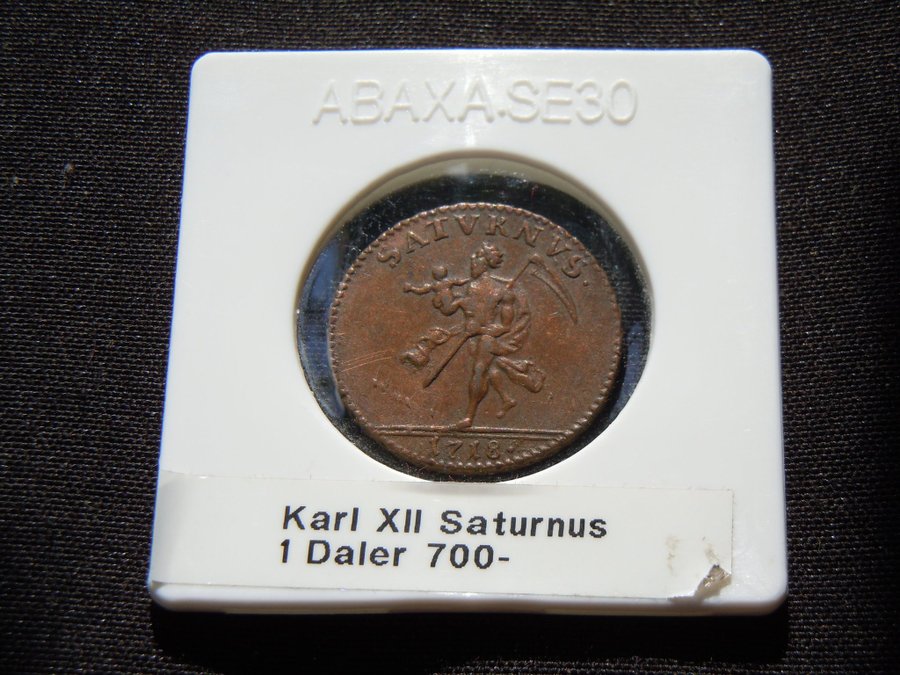 ABAXA.SE30
SATVRNVS.
1718.
Karl XII Saturnus
1 Daler 700-